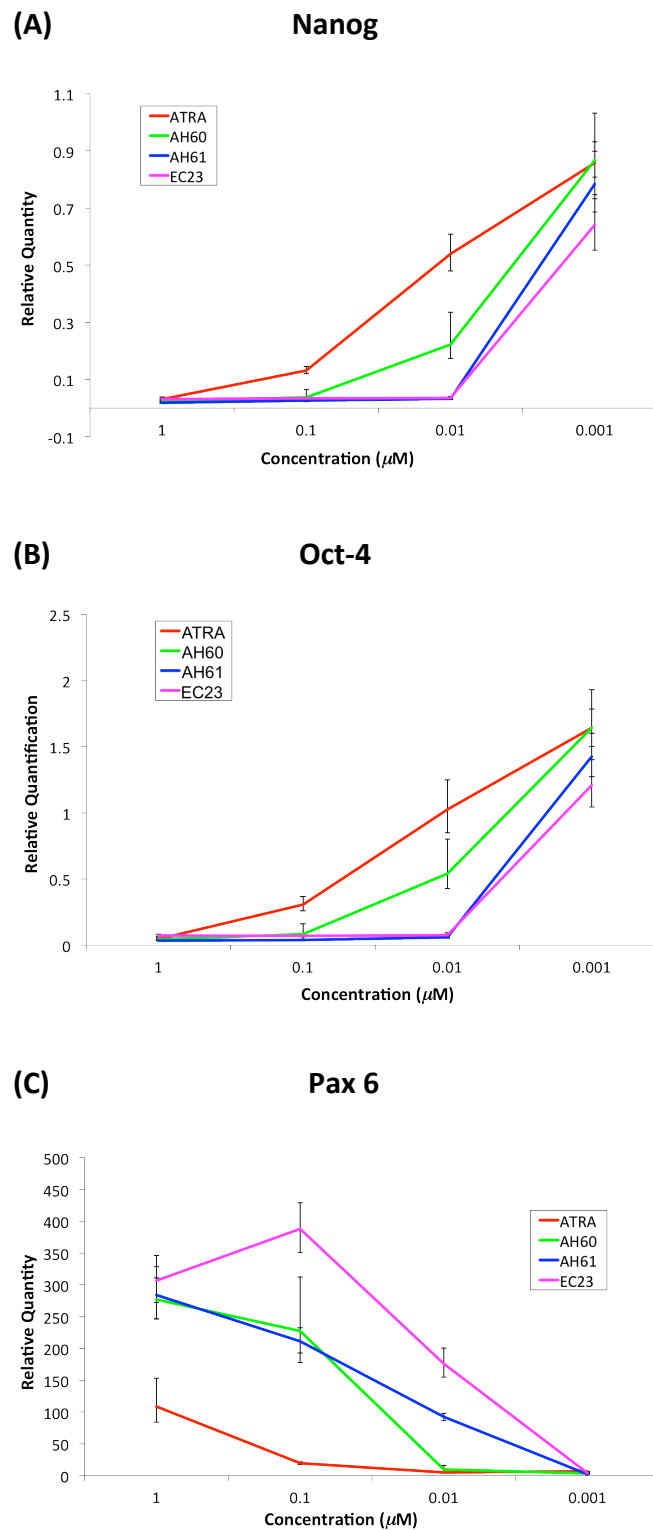 (A) Nanog
1.1
0.9
0.7
0.5
0.3
0.1
-0.1
Relative Quantity
ATRA
AH60
AH61
EC23
1 0.1 0.01 0.001
Concentration (µM)
(B) Oct-4
2.5
2
1.5
1
0.5
0
Relative Quantification
ATRA
AH60
AH61
EC23
1 0.1 0.01 0.001
Concentration (µM)
(C) Pax 6
500
450
400
350
300
250
200
150
100
50
0
Relative Quantity
ATRA
AH60
AH61
EC23
1 0.1 0.01 0.001
Concentration (µM)